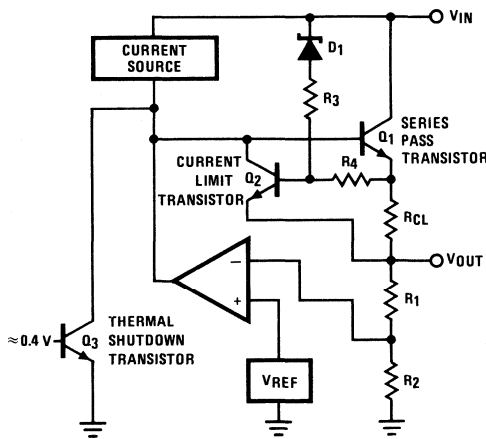 VIN
CURRENT
SOURCE
D1
R3
Q1
SERIES
PASS
TRANSISTOR
CURRENT
LIMIT
TRANSISTOR
Q2
R4
RCL
VOUT
−
+
R1
THERMAL
SHUTDOWN
TRANSISTOR
≈0.4 V
Q3
VREF
R2